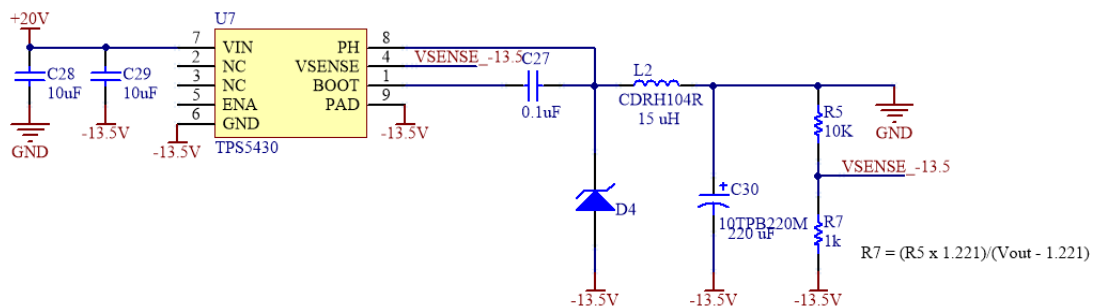 +20V
U7
7 VIN PH 8
2 NC VSENSE 4 VSENSE_-13.5
3 NC BOOT 1
5 ENA PAD 9
6 GND
TPS5430
C28
10uF
C29
10uF
GND
-13.5V
-13.5V
-13.5V
C27
0.1uF
L2
CDRH104R
15 uH
GND
R5
10K
VSENSE_-13.5
D4
C30
10TPB220M
220 uF
R7
1k
R7 = (R5 x 1.221)/(Vout - 1.221)
-13.5V
-13.5V
-13.5V